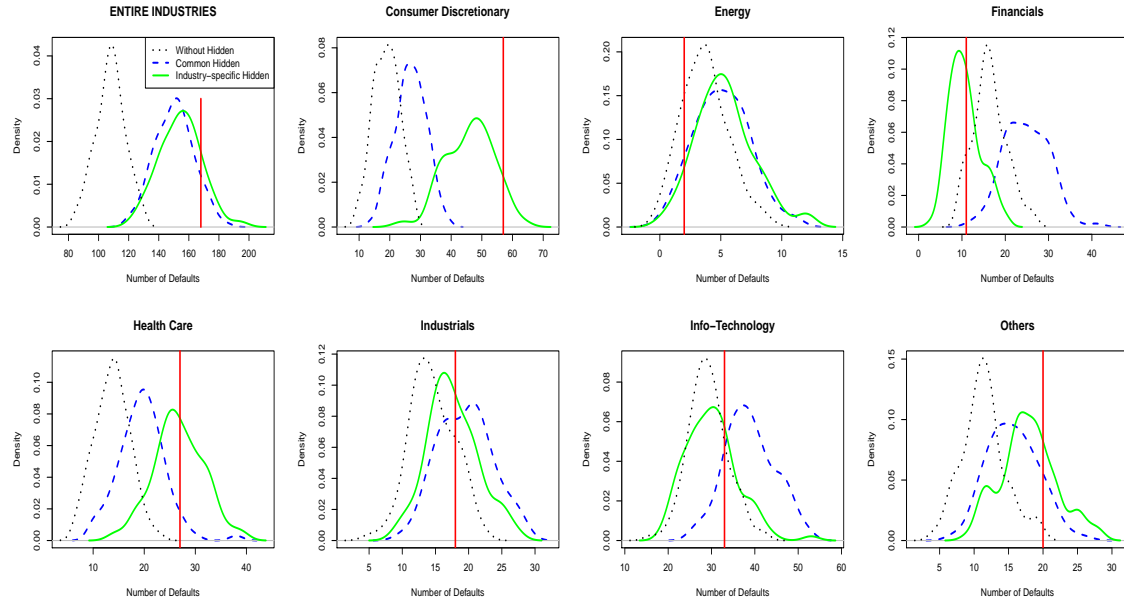 ENTIRE INDUSTRIES
Density
0.00 0.01 0.02 0.03 0.04
Without Hidden
Common Hidden
Industry−specific Hidden
80 100 120 140 160 180 200
Number of Defaults
Consumer Discretionary
Density
0.00 0.02 0.04 0.06 0.08
10 20 30 40 50 60 70
Number of Defaults
Energy
Density
0.00 0.05 0.10 0.15 0.20
0 5 10 15
Number of Defaults
Financials
Density
0.00 0.02 0.04 0.06 0.08 0.10 0.12
0 10 20 30 40
Number of Defaults
Health Care
Density
0.00 0.02 0.04 0.06 0.08 0.10
10 20 30 40
Number of Defaults
Industrials
Density
0.00 0.02 0.04 0.06 0.08 0.10 0.12
5 10 15 20 25 30
Number of Defaults
Info−Technology
Density
0.00 0.02 0.04 0.06 0.08
10 20 30 40 50 60
Number of Defaults
Others
Density
0.00 0.05 0.10 0.15
5 10 15 20 25 30
Number of Defaults